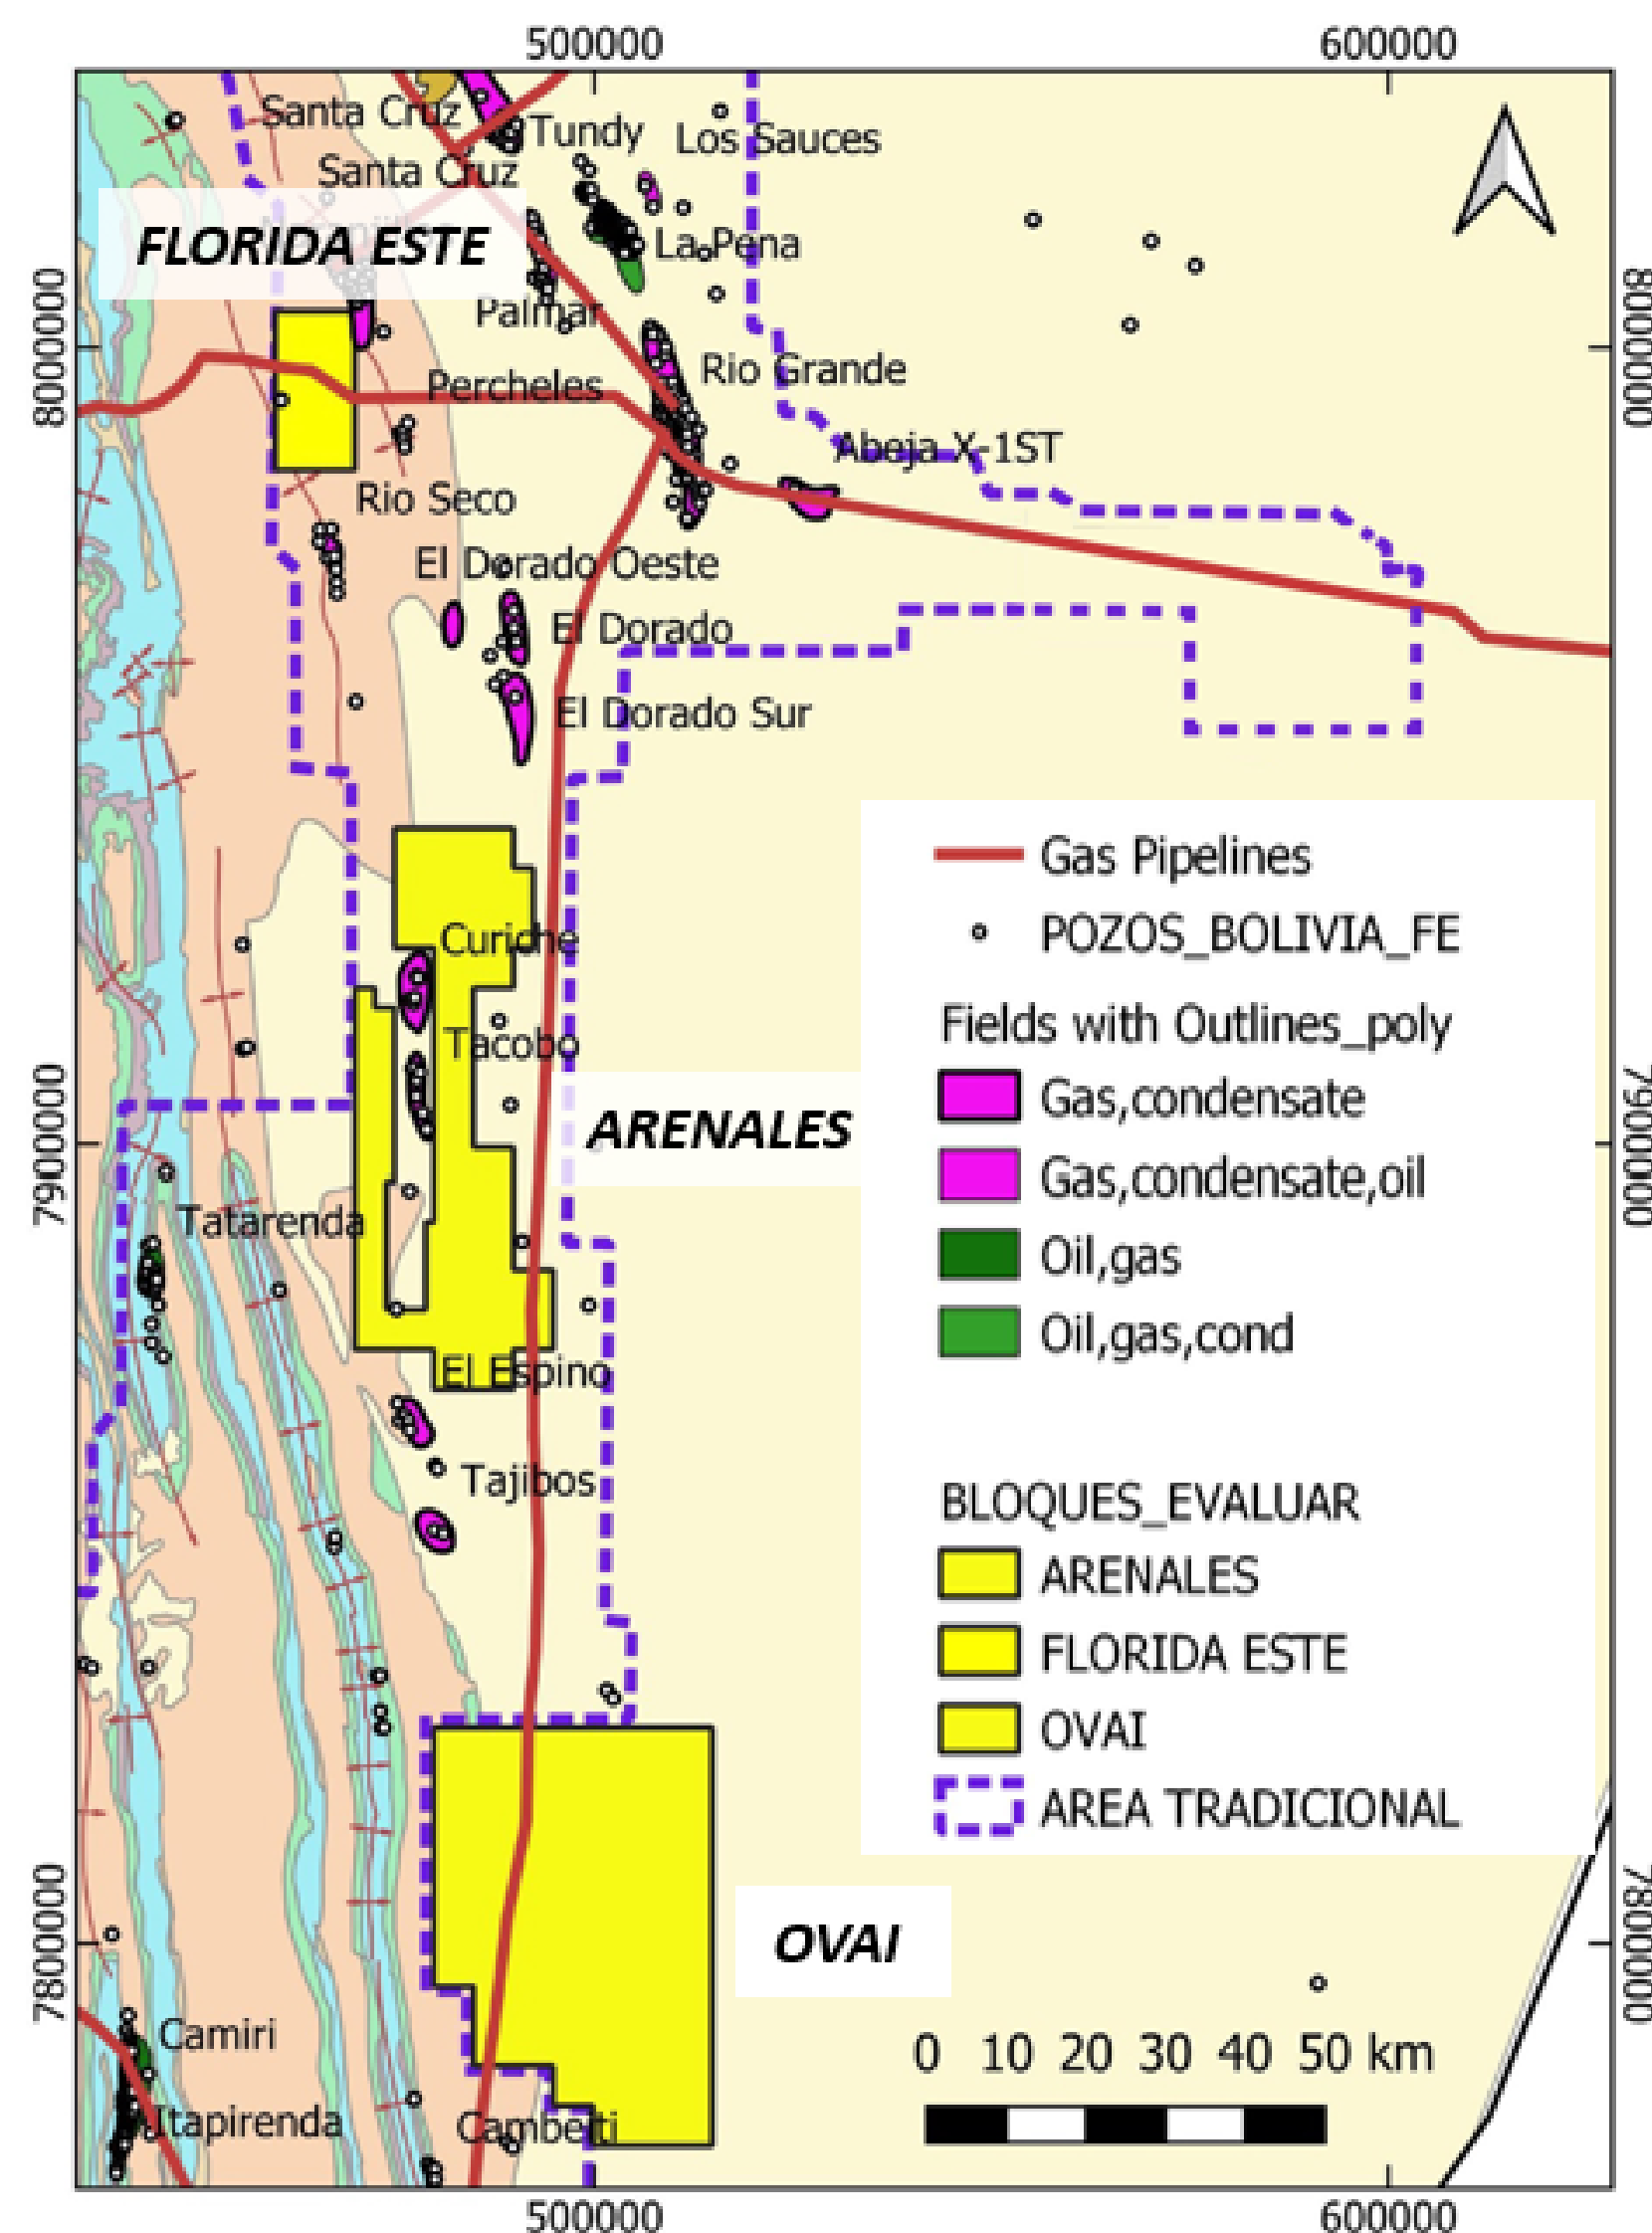 500000 600000
Santa Cruz
Tundy
Los Sauces
Santa Cruz
FLORIDA ESTE
La Pena
8000000
8000000
Palmar
Rio Grande
Percheles
Abeja X-1ST
Rio Seco
El Dorado Oeste
El Dorado
El Dorado Sur
Gas Pipelines
POZOS_BOLIVIA_FE
Fields with Outlines_poly
Gas,condensate
Gas,condensate,oil
Oil,gas
Oil,gas,cond
BLOQUES_EVALUAR
ARENALES
FLORIDA ESTE
OVAI
AREA TRADICIONAL
Curiche
Tacobo
ARENALES
7900000
7900000
Tatarenda
El Espino
Tajibos
OVAI
7800000
7800000
Camiri
Itapirenda
Cambeiti
0 10 20 30 40 50 km
500000 600000